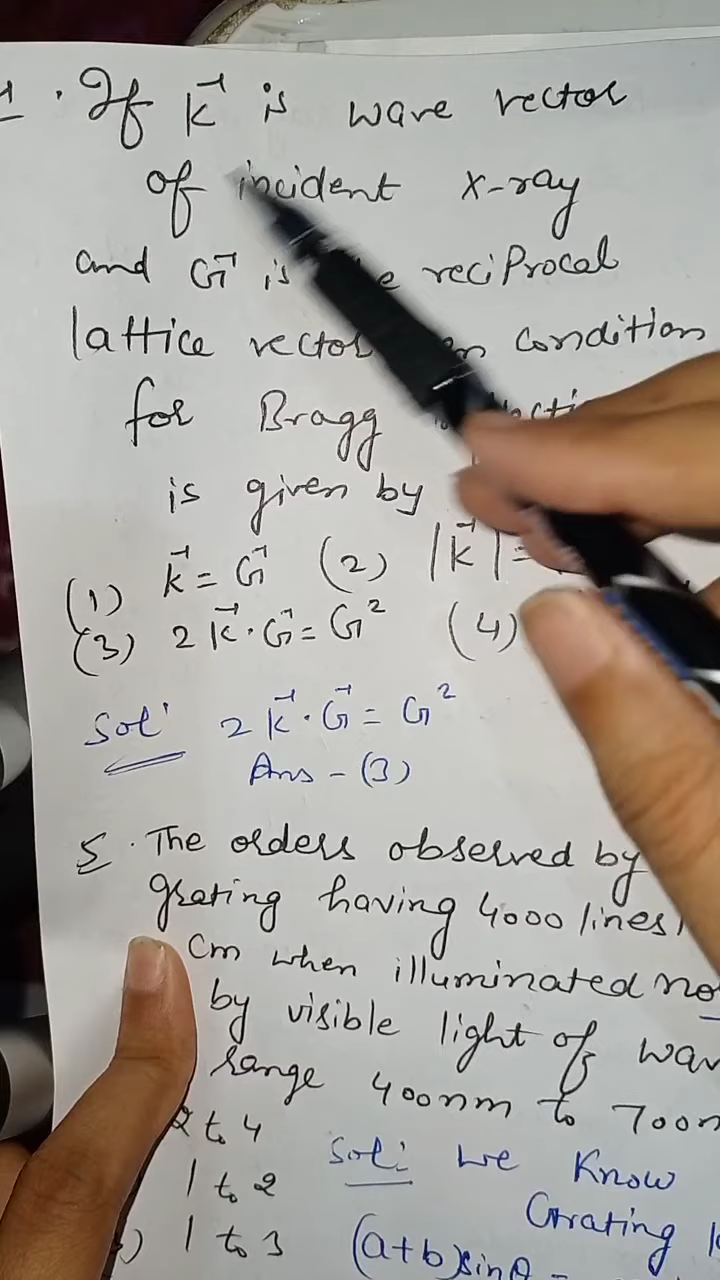 . If k⃗ is wave vector
of incident X-ray
and G⃗ is reciprocal
lattice vector condition
for Bragg
is given by
(1) k⃗ = G⃗ (2) |k⃗| =
(3) 2k⃗·G⃗ = G² (4)
Sol' 2k⃗·G⃗ = G²
Ans - (3)
5. The orders observed by
grating having 4000 lines/
cm when illuminated
by visible light of
range 400nm to
2 to 4
Sol: we Know
1 to 2
Grating
1 to 3
(a+b)sinθ